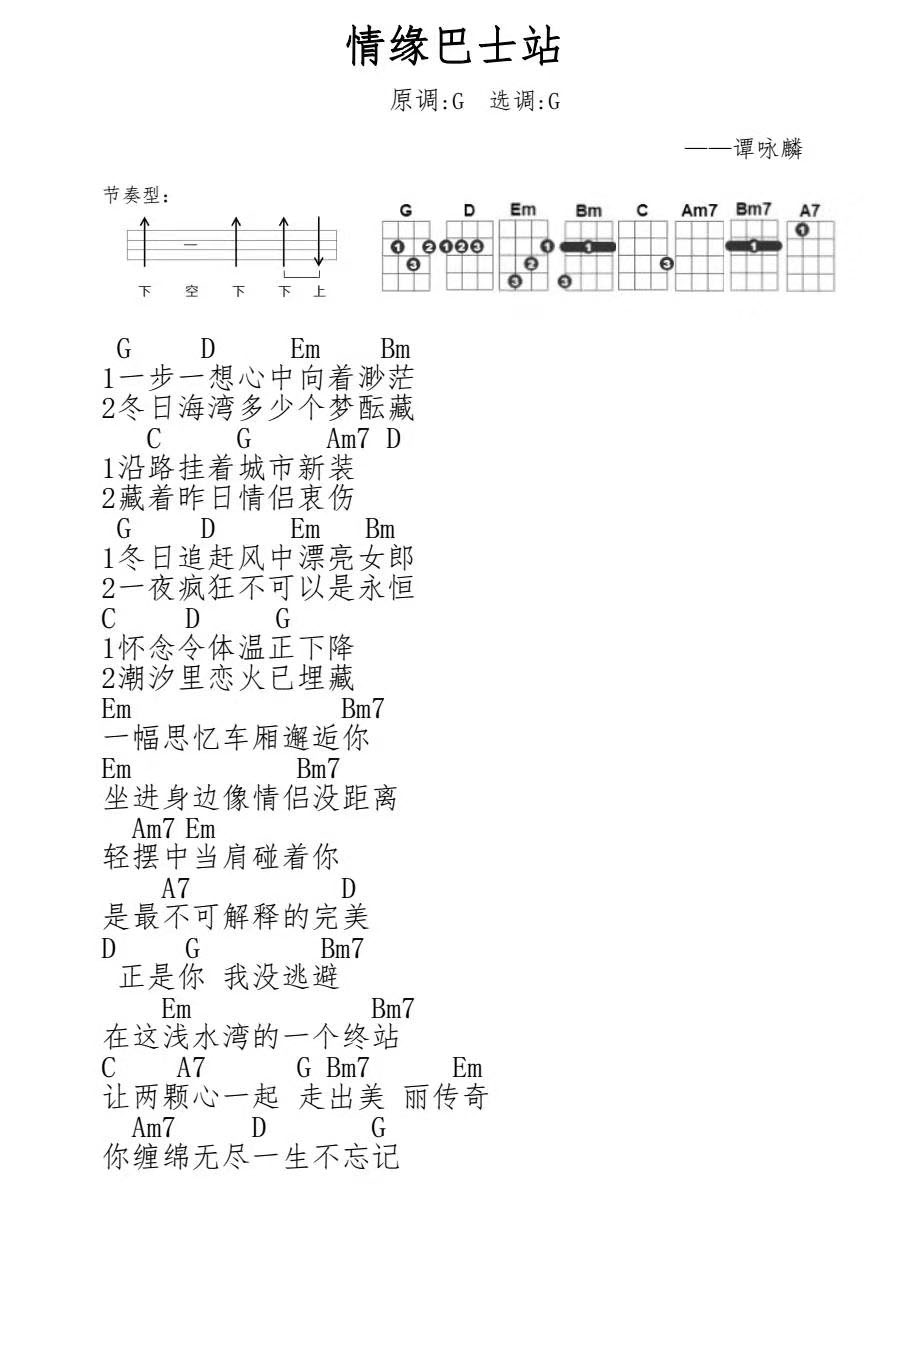 情缘巴士站
原调:G 选调:G
——谭咏麟
节奏型:
下 空 下 下 上
G D Em Bm C Am7 Bm7 A7
1 2 3 1 2 3 1 2 3 1 3 3 1 1
G D Em Bm
1一步一想心中向着渺茫
2冬日海湾多少个梦酝藏
C G Am7 D
1沿路挂着城市新装
2藏着昨日情侣衷伤
G D Em Bm
1冬日追赶风中漂亮女郎
2一夜疯狂不可以是永恒
C D G
1怀念令体温正下降
2潮汐里恋火已埋藏
Em Bm7
一幅思忆车厢邂逅你
Em Bm7
坐进身边像情侣没距离
Am7 Em
轻摆中当肩碰着你
A7 D
是最不可解释的完美
D G Bm7
正是你 我没逃避
Em Bm7
在这浅水湾的一个终站
C A7 G Bm7 Em
让两颗心一起 走出美 丽传奇
Am7 D G
你缠绵无尽一生不忘记